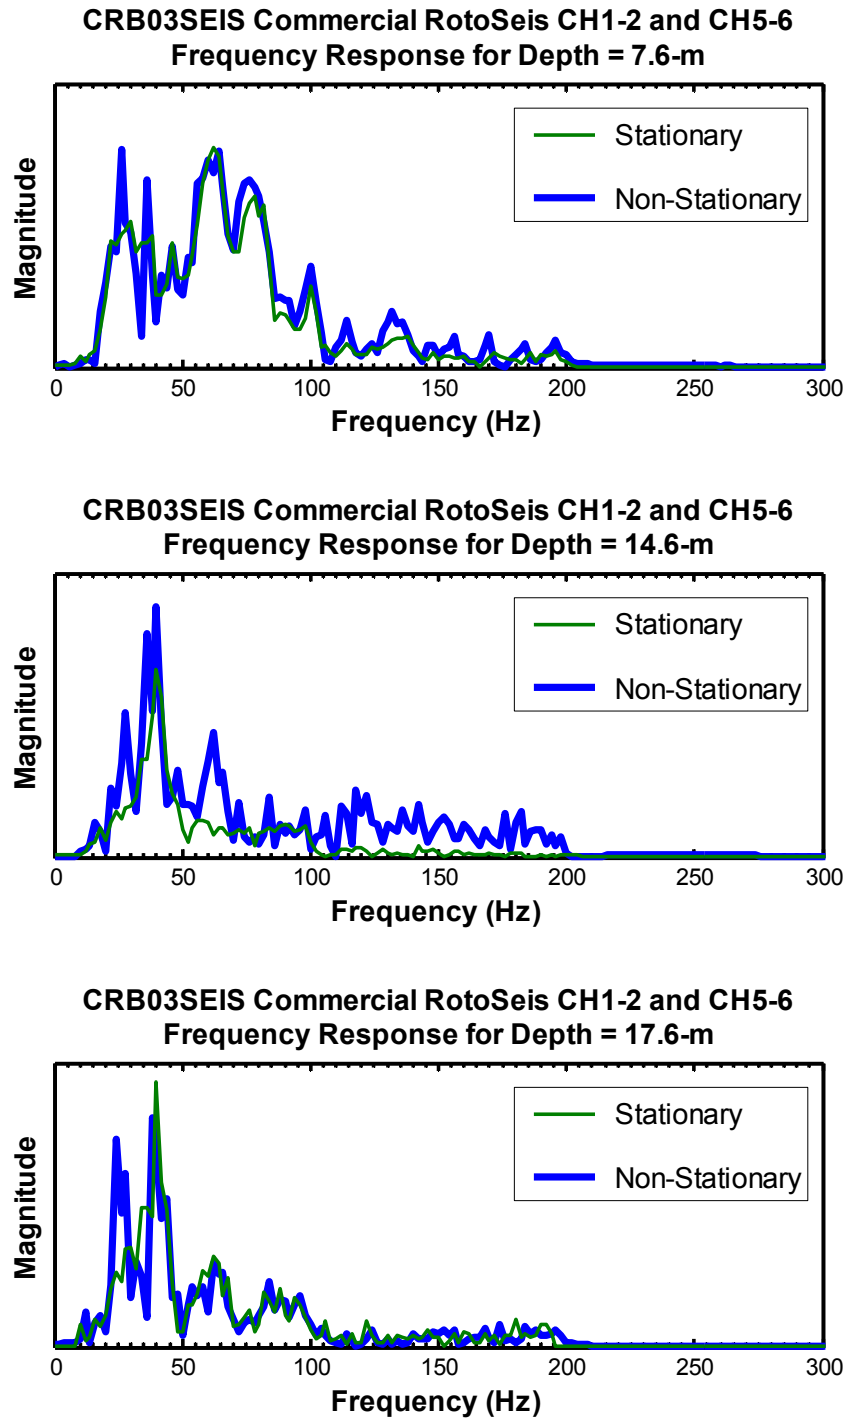 CRB03SEIS Commercial RotoSeis CH1-2 and CH5-6
Frequency Response for Depth = 7.6-m
Magnitude
Stationary
Non-Stationary
0 50 100 150 200 250 300
Frequency (Hz)
CRB03SEIS Commercial RotoSeis CH1-2 and CH5-6
Frequency Response for Depth = 14.6-m
Magnitude
Stationary
Non-Stationary
0 50 100 150 200 250 300
Frequency (Hz)
CRB03SEIS Commercial RotoSeis CH1-2 and CH5-6
Frequency Response for Depth = 17.6-m
Magnitude
Stationary
Non-Stationary
0 50 100 150 200 250 300
Frequency (Hz)